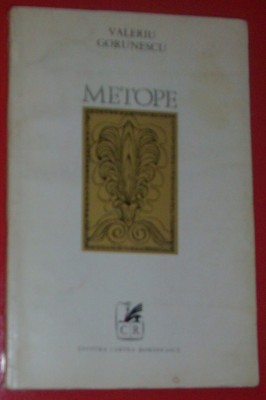 VALERIU
GORUNESCU
METOPE
CR
EDITURA CARTEA ROMÂNEASCĂ